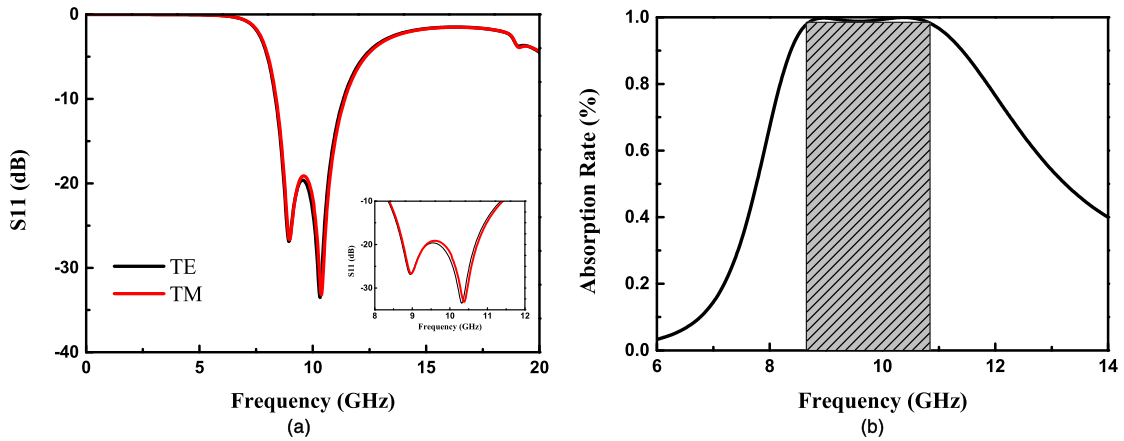 0
-10
-20
-30
-40
S11 (dB)
TE
TM
0
5
10
15
20
Frequency (GHz)
(a)
-10
-20
-30
S11 (dB)
8
9
10
11
12
Frequency (GHz)
1.0
0.8
0.6
0.4
0.2
0.0
Absorption Rate (%)
6
8
10
12
14
Frequency (GHz)
(b)